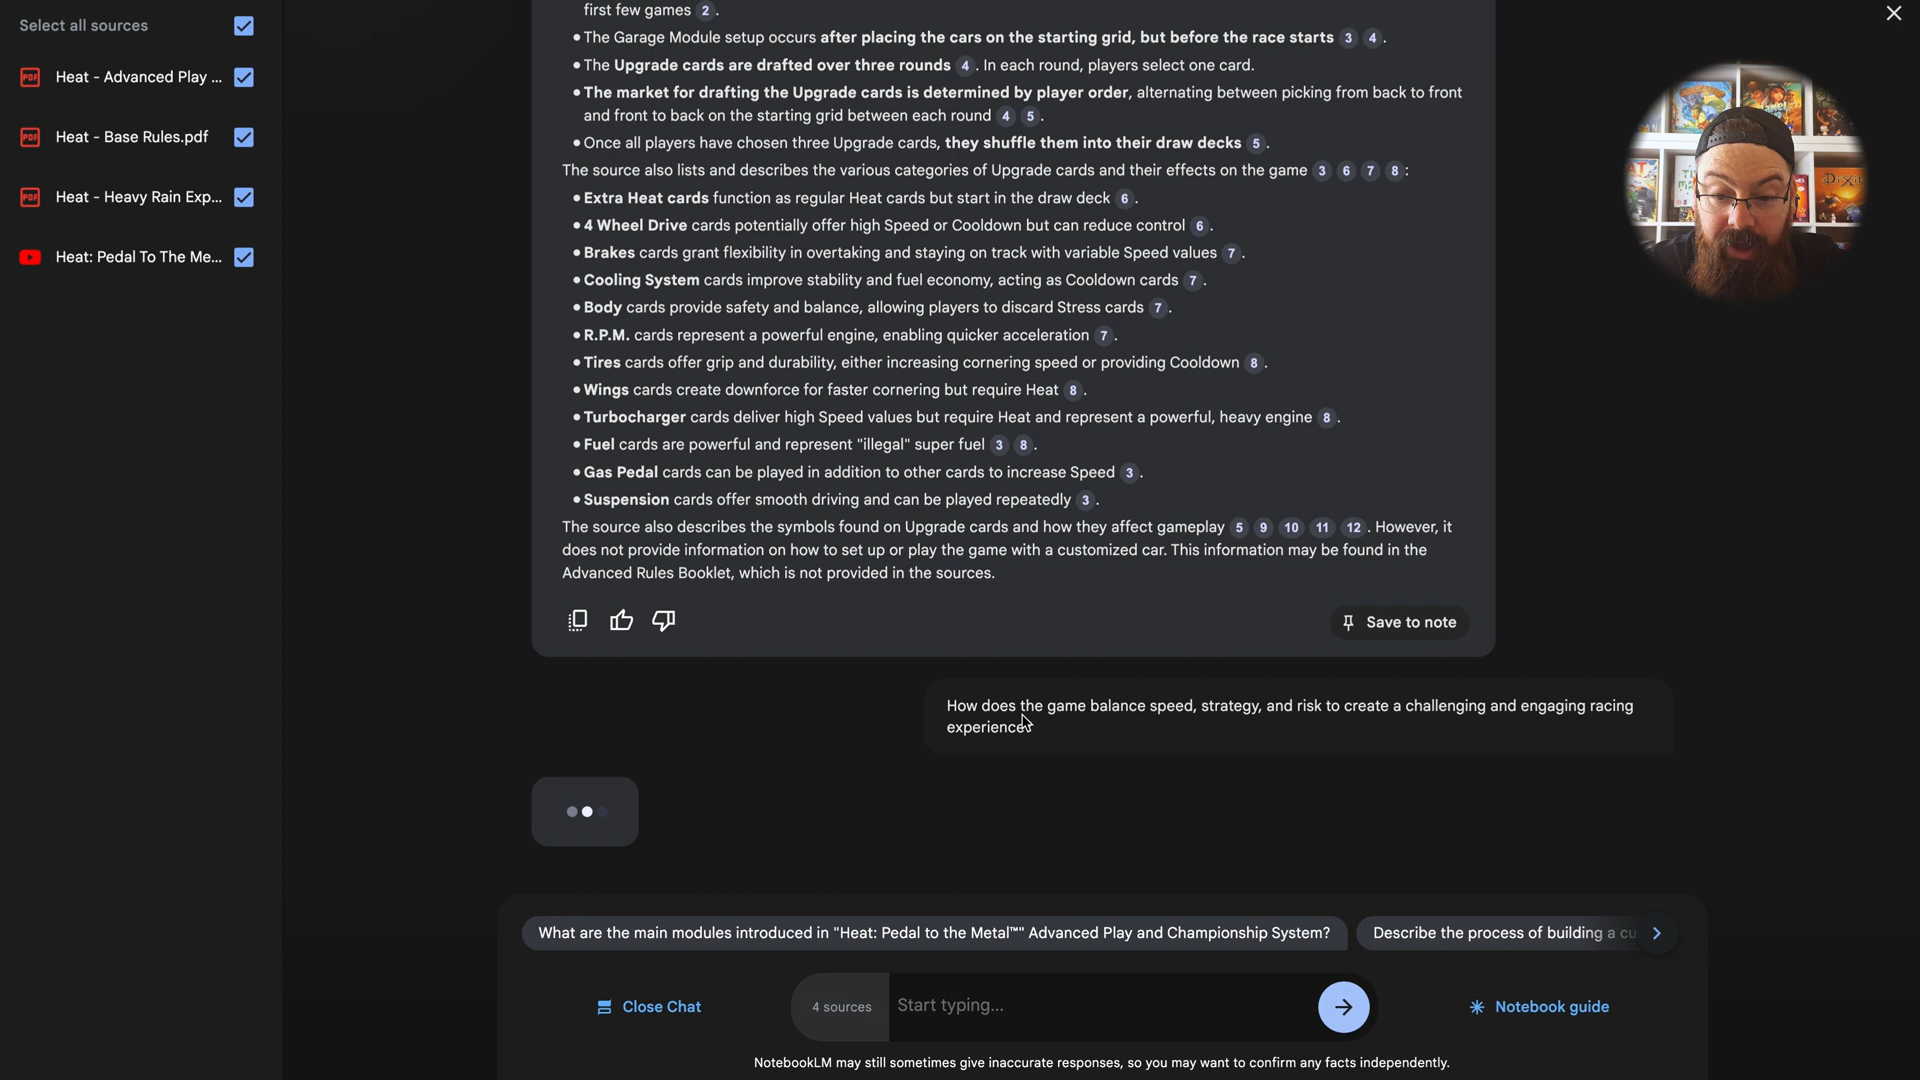 Select all sources
Heat - Advanced Play ...
Heat - Base Rules.pdf
Heat - Heavy Rain Exp...
Heat: Pedal To The Me...
first few games 2.
• The Garage Module setup occurs after placing the cars on the starting grid, but before the race starts 3 4.
• The Upgrade cards are drafted over three rounds 4. In each round, players select one card.
• The market for drafting the Upgrade cards is determined by player order, alternating between picking from back to front
and front to back on the starting grid between each round 4 5.
• Once all players have chosen three Upgrade cards, they shuffle them into their draw decks 5.
The source also lists and describes the various categories of Upgrade cards and their effects on the game 3 6 7 8:
• Extra Heat cards function as regular Heat cards but start in the draw deck 6.
• 4 Wheel Drive cards potentially offer high Speed or Cooldown but can reduce control 6.
• Brakes cards grant flexibility in overtaking and staying on track with variable Speed values 7.
• Cooling System cards improve stability and fuel economy, acting as Cooldown cards 7.
• Body cards provide safety and balance, allowing players to discard Stress cards 7.
• R.P.M. cards represent a powerful engine, enabling quicker acceleration 7.
• Tires cards offer grip and durability, either increasing cornering speed or providing Cooldown 8.
• Wings cards create downforce for faster cornering but require Heat 8.
• Turbocharger cards deliver high Speed values but require Heat and represent a powerful, heavy engine 8.
• Fuel cards are powerful and represent "illegal" super fuel 3 8.
• Gas Pedal cards can be played in addition to other cards to increase Speed 3.
• Suspension cards offer smooth driving and can be played repeatedly 3.
The source also describes the symbols found on Upgrade cards and how they affect gameplay 5 9 10 11 12. However, it
does not provide information on how to set up or play the game with a customized car. This information may be found in the
Advanced Rules Booklet, which is not provided in the sources.
Save to note
How does the game balance speed, strategy, and risk to create a challenging and engaging racing
experience
What are the main modules introduced in "Heat: Pedal to the Metal™" Advanced Play and Championship System?
Describe the process of building a cu
Close Chat
4 sources
Start typing...
Notebook guide
NotebookLM may still sometimes give inaccurate responses, so you may want to confirm any facts independently.
PDF
PDF
PDF
DiXiT